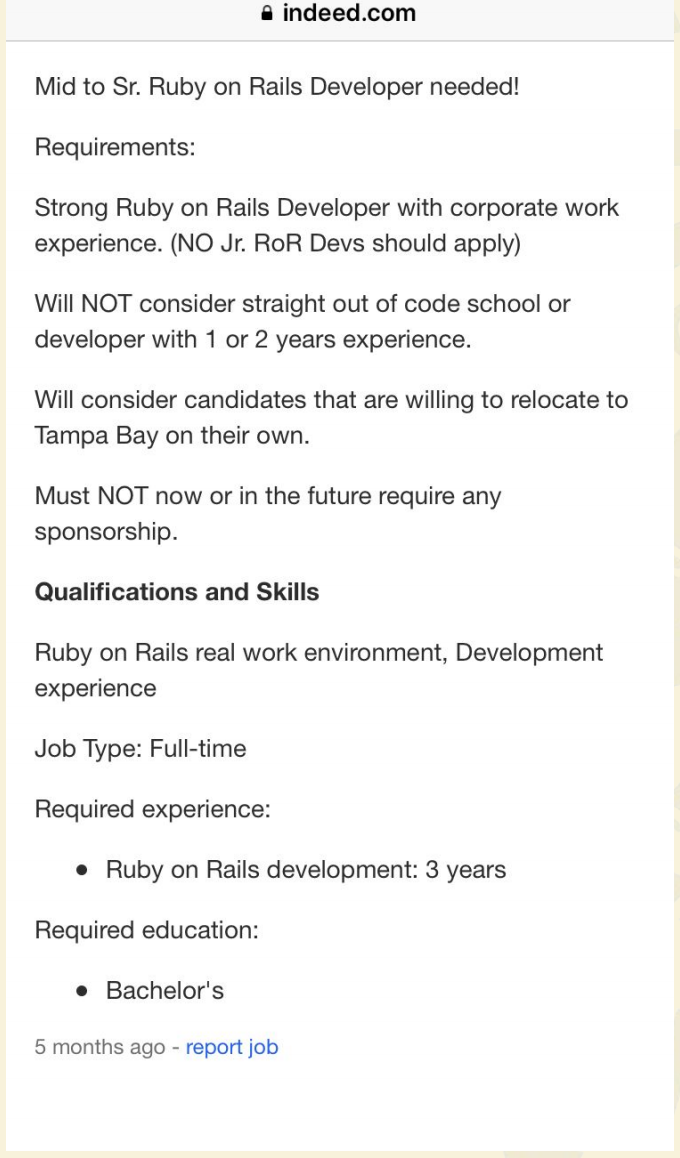 indeed.com
Mid to Sr. Ruby on Rails Developer needed!
Requirements:
Strong Ruby on Rails Developer with corporate work
experience. (NO Jr. RoR Devs should apply)
Will NOT consider straight out of code school or
developer with 1 or 2 years experience.
Will consider candidates that are willing to relocate to
Tampa Bay on their own.
Must NOT now or in the future require any
sponsorship.
Qualifications and Skills
Ruby on Rails real work environment, Development
experience
Job Type: Full-time
Required experience:
• Ruby on Rails development: 3 years
Required education:
• Bachelor's
5 months ago - report job